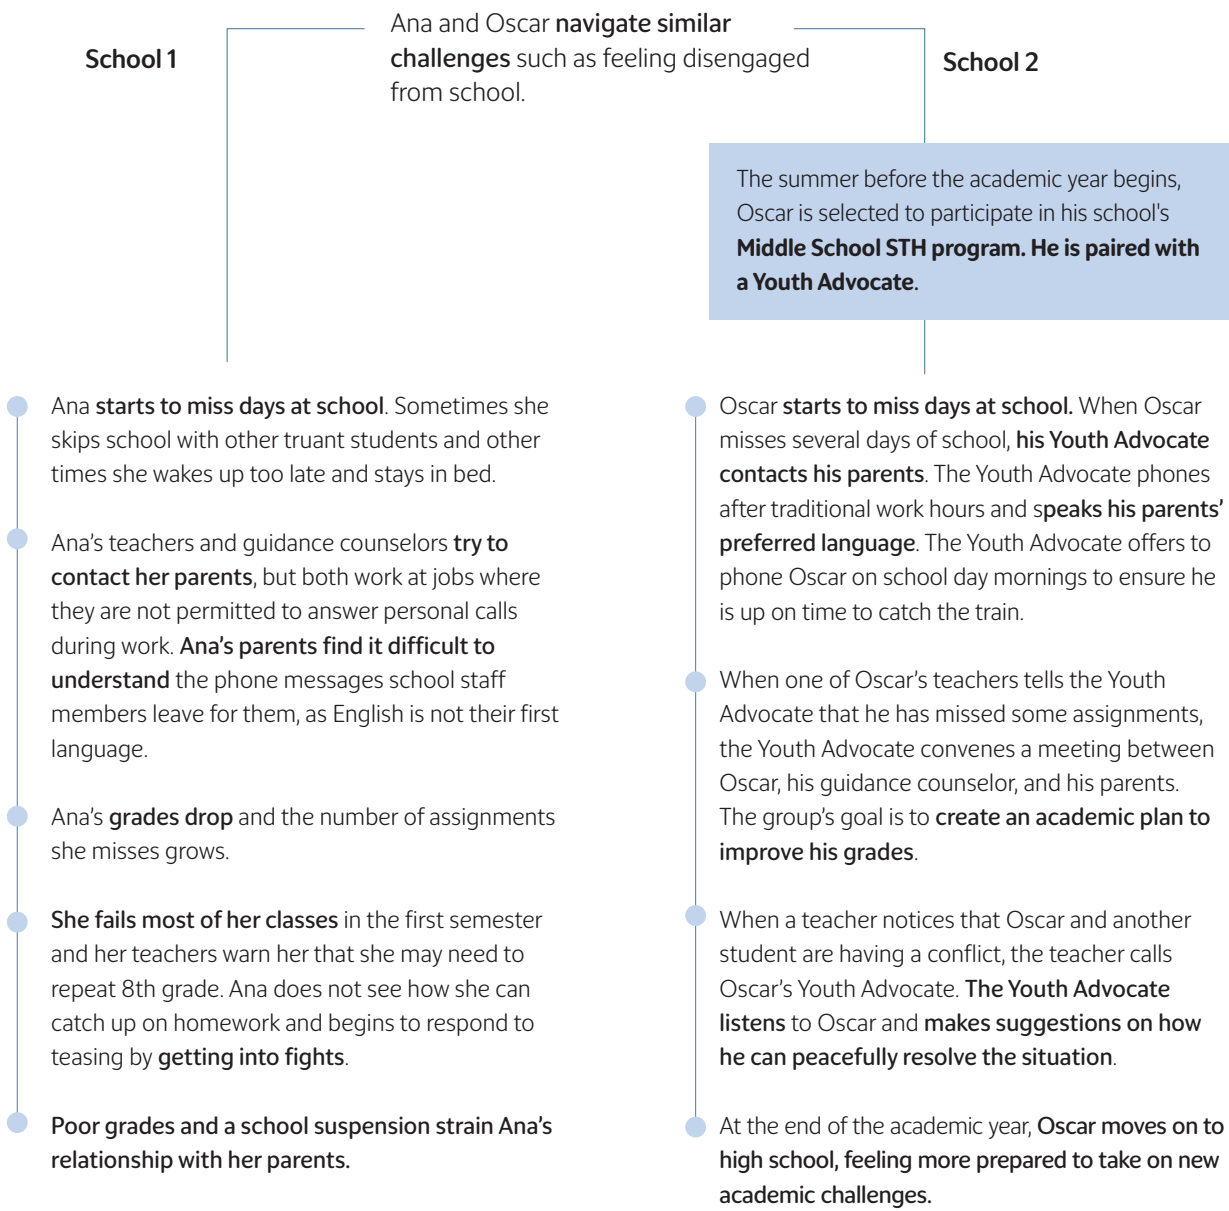 Ana and Oscar navigate similar
challenges such as feeling disengaged
from school.
School 1
School 2
The summer before the academic year begins,
Oscar is selected to participate in his school's
Middle School STH program. He is paired with
a Youth Advocate.
Ana starts to miss days at school. Sometimes she
skips school with other truant students and other
times she wakes up too late and stays in bed.
Ana’s teachers and guidance counselors try to
contact her parents, but both work at jobs where
they are not permitted to answer personal calls
during work. Ana’s parents find it difficult to
understand the phone messages school staff
members leave for them, as English is not their first
language.
Ana’s grades drop and the number of assignments
she misses grows.
She fails most of her classes in the first semester
and her teachers warn her that she may need to
repeat 8th grade. Ana does not see how she can
catch up on homework and begins to respond to
teasing by getting into fights.
Poor grades and a school suspension strain Ana’s
relationship with her parents.
Oscar starts to miss days at school. When Oscar
misses several days of school, his Youth Advocate
contacts his parents. The Youth Advocate phones
after traditional work hours and speaks his parents’
preferred language. The Youth Advocate offers to
phone Oscar on school day mornings to ensure he
is up on time to catch the train.
When one of Oscar’s teachers tells the Youth
Advocate that he has missed some assignments,
the Youth Advocate convenes a meeting between
Oscar, his guidance counselor, and his parents.
The group’s goal is to create an academic plan to
improve his grades.
When a teacher notices that Oscar and another
student are having a conflict, the teacher calls
Oscar’s Youth Advocate. The Youth Advocate
listens to Oscar and makes suggestions on how
he can peacefully resolve the situation.
At the end of the academic year, Oscar moves on to
high school, feeling more prepared to take on new
academic challenges.